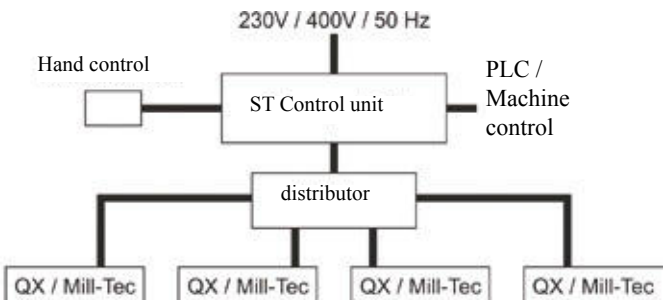 230V / 400V / 50 Hz
Hand control
ST Control unit
PLC /
Machine
control
distributor
QX / Mill-Tec
QX / Mill-Tec
QX / Mill-Tec
QX / Mill-Tec